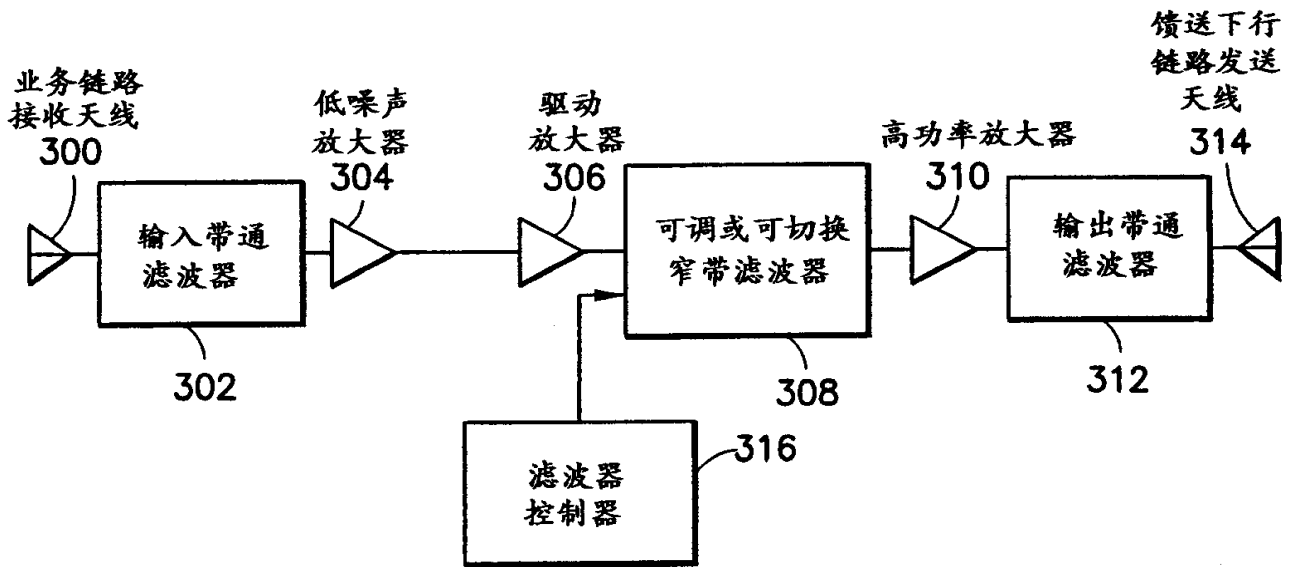 业务链路
接收天线
300
输入带通
滤波器
302
低噪声
放大器
304
驱动
放大器
306
可调或可切换
窄带滤波器
308
高功率放大器
310
输出带通
滤波器
312
馈送下行
链路发送
天线
314
滤波器
控制器
316